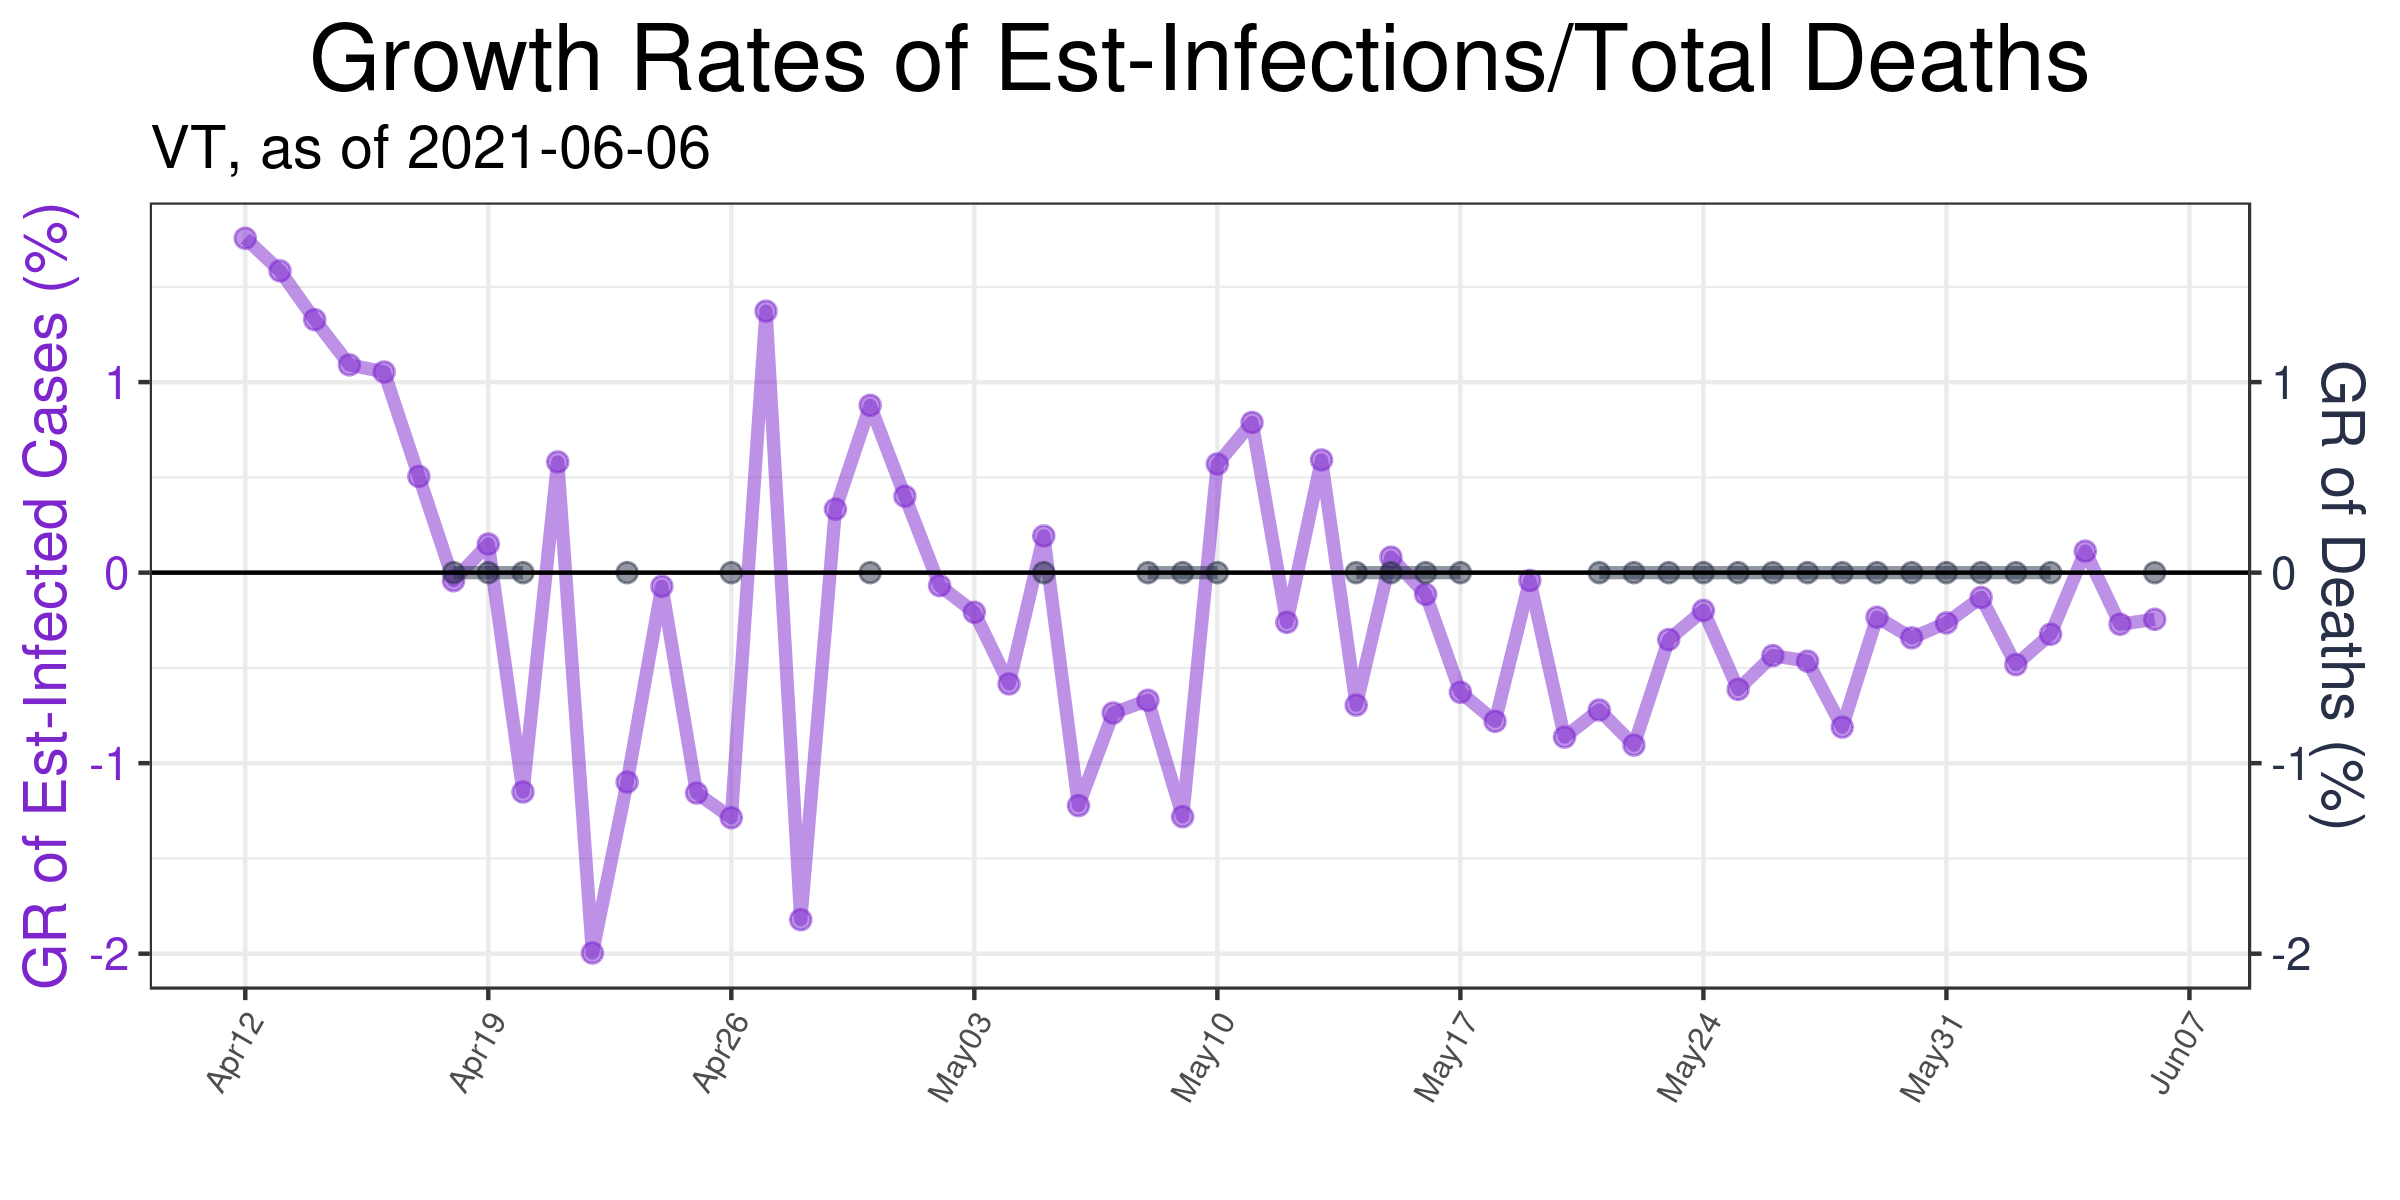 Growth Rates of Est-Infections/Total Deaths
VT, as of 2021-06-06
GR of Est-Infected Cases (%)
1
0
-1
-2
1
0
-1
-2
GR of Deaths (%)
Apr12
Apr19
Apr26
May03
May10
May17
May24
May31
Jun07